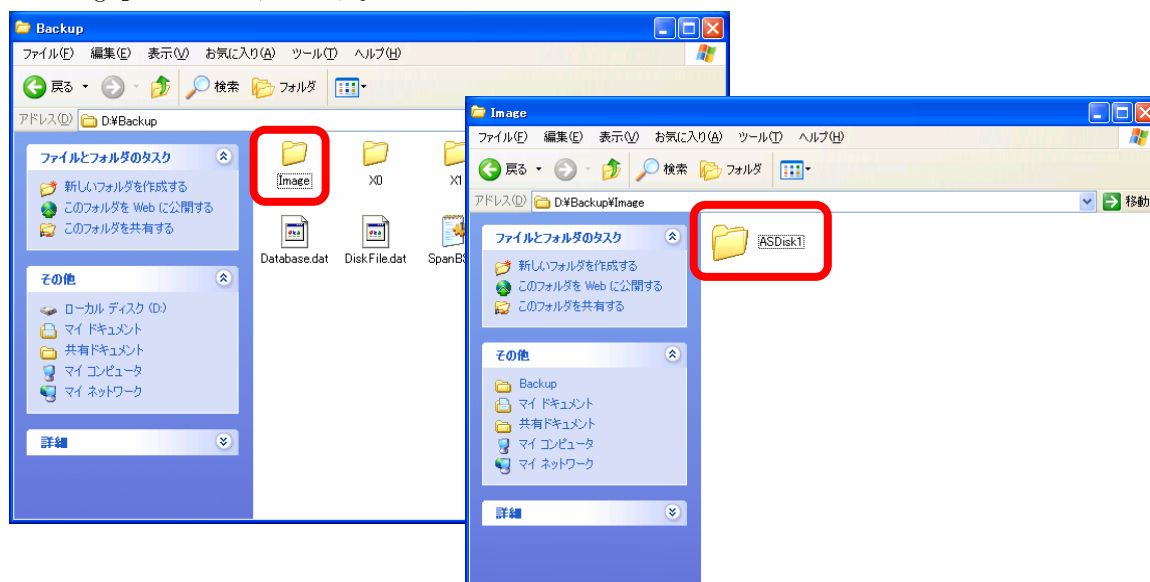 Backup
ファイル(F) 編集(E) 表示(V) お気に入り(A) ツール(T) ヘルプ(H)
戻る 検索 フォルダ
アドレス(D) D:¥Backup
ファイルとフォルダのタスク
新しいフォルダを作成する
このフォルダを Web に公開する
このフォルダを共有する
その他
ローカル ディスク (D:)
マイ ドキュメント
共有ドキュメント
マイ コンピュータ
マイ ネットワーク
詳細
Image X0 X1
Database.dat DiskFile.dat
Image
ファイル(F) 編集(E) 表示(V) お気に入り(A) ツール(T) ヘルプ(H)
戻る 検索 フォルダ
アドレス(D) D:¥Backup¥Image 移動
ファイルとフォルダのタスク
新しいフォルダを作成する
このフォルダを Web に公開する
このフォルダを共有する
その他
Backup
マイ ドキュメント
共有ドキュメント
マイ コンピュータ
マイ ネットワーク
詳細
ASDisk1